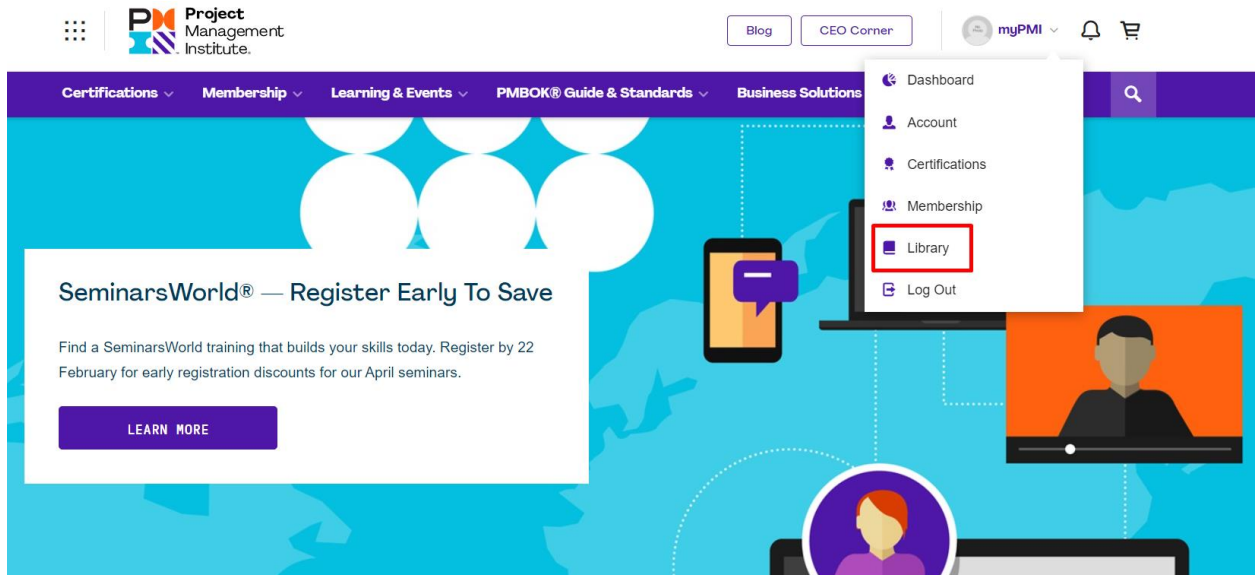 Project
Management
Institute.
Blog
CEO Corner
myPMI
Certifications
Membership
Learning & Events
PMBOK® Guide & Standards
Business Solutions
Dashboard
Account
Certifications
Membership
Library
Log Out
SeminarsWorld® — Register Early To Save
Find a SeminarsWorld training that builds your skills today. Register by 22
February for early registration discounts for our April seminars.
LEARN MORE